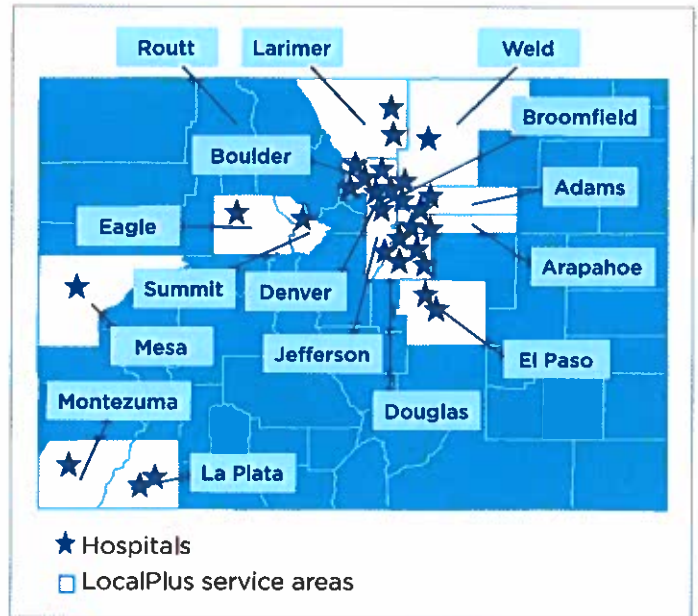 Routt
Larimer
Weld
Broomfield
Boulder
Adams
Eagle
Arapahoe
Summit
Denver
Mesa
Jefferson
El Paso
Montezuma
Douglas
La Plata
Hospitals
LocalPlus service areas